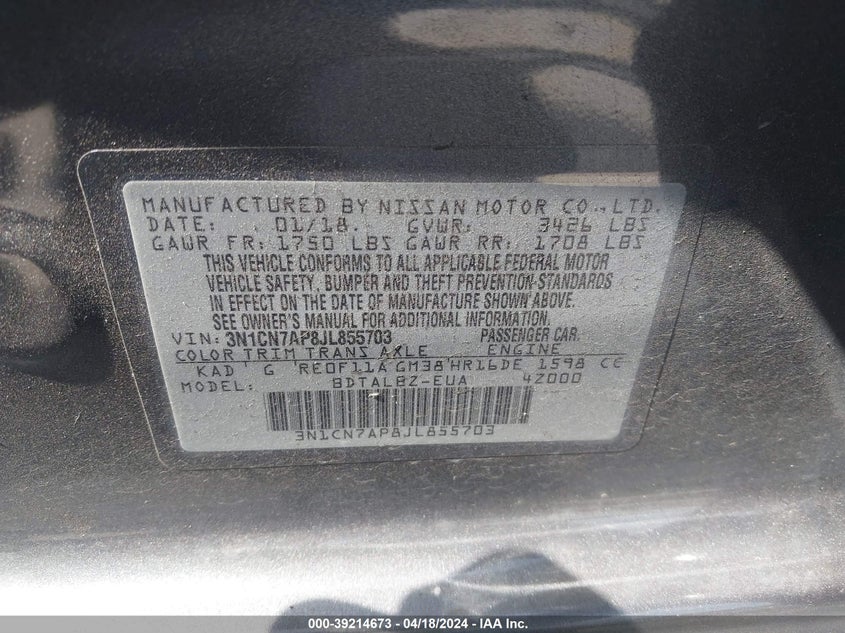 MANUFACTURED BY NISSAN MOTOR CO., LTD.
DATE: 01/18. GVWR: 3426 LBS
GAWR FR: 1750 LBS GAWR RR: 1708 LBS
THIS VEHICLE CONFORMS TO ALL APPLICABLE FEDERAL MOTOR
VEHICLE SAFETY, BUMPER AND THEFT PREVENTION STANDARDS
IN EFFECT ON THE DATE OF MANUFACTURE SHOWN ABOVE.
SEE OWNER'S MANUAL FOR ADDITIONAL INFORMATION.
VIN: 3N1CN7AP8JL855703 PASSENGER CAR.
COLOR TRIM TRANS AXLE ENGINE
KAD G RE0F11A GM38 HR16DE 1598 CC
MODEL: BDTALBZ-EUA 42000
3N1CN7AP8JL855703
000-39214673 — 04/18/2024 — IAA Inc.